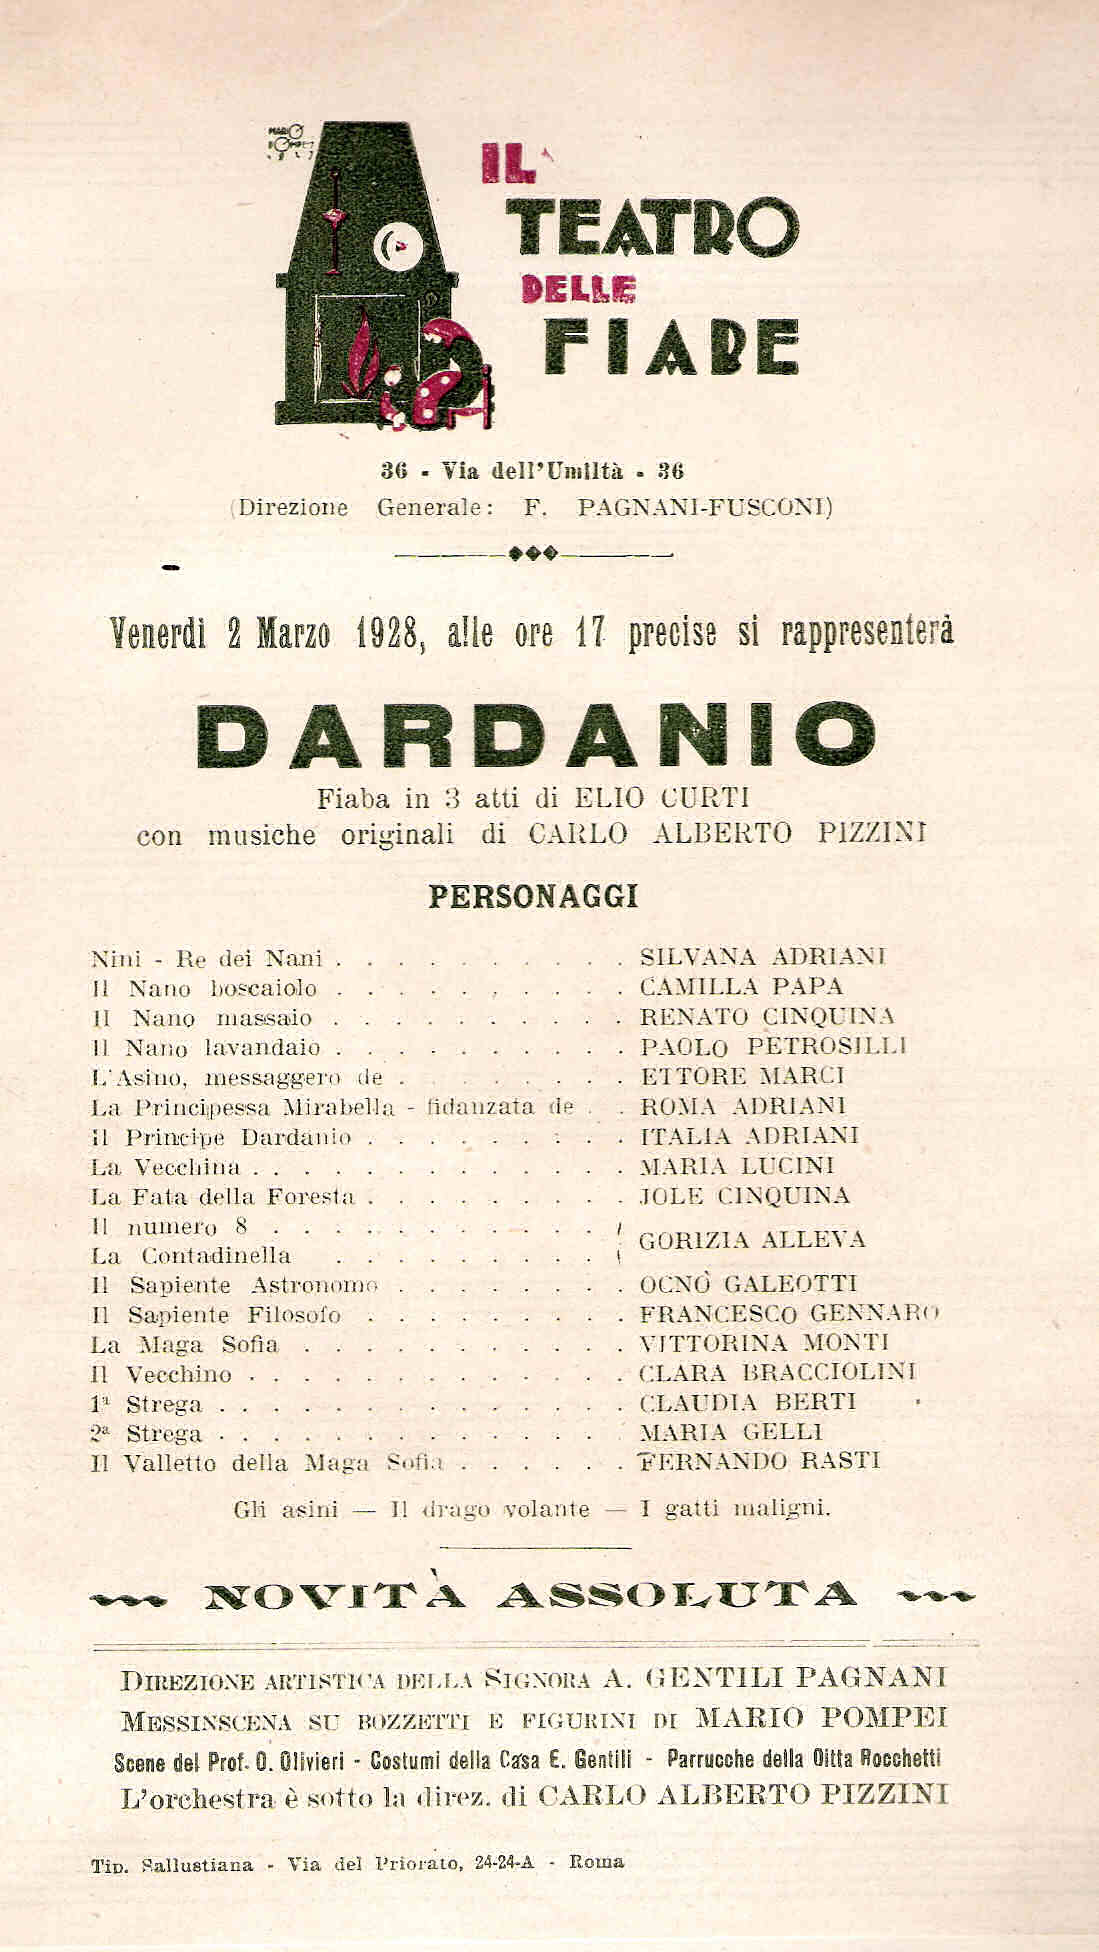 MARIO
POMPEI
1927
IL
TEATRO
DELLE
FIABE
36 - Via dell'Umiltà - 36
(Direzione Generale: F. PAGNANI-FUSCONI)
Venerdì 2 Marzo 1928, alle ore 17 precise si rappresenterà
DARDANIO
Fiaba in 3 atti di ELIO CURTI
con musiche originali di CARLO ALBERTO PIZZINI
PERSONAGGI
Nini - Re dei Nani . . . . . . . . . . SILVANA ADRIANI
Il Nano boscaiolo . . . . . . . . . . CAMILLA PAPA
Il Nano massaio . . . . . . . . . . RENATO CINQUINA
Il Nano lavandaio . . . . . . . . . . PAOLO PETROSILLI
L'Asino, messaggero de . . . . . . . . ETTORE MARCI
La Principessa Mirabella - fidanzata de . . ROMA ADRIANI
il Principe Dardanio . . . . . . . . . ITALIA ADRIANI
La Vecchina . . . . . . . . . . . . . MARIA LUCINI
La Fata della Foresta . . . . . . . . . JOLE CINQUINA
Il numero 8 . . . . . . . . . . .
GORIZIA ALLEVA
La Contadinella . . . . . . . . .
Il Sapiente Astronomo . . . . . . . . OCNÒ GALEOTTI
Il Sapiente Filosofo . . . . . . . . . FRANCESCO GENNARO
La Maga Sofia . . . . . . . . . . . VITTORINA MONTI
Il Vecchino . . . . . . . . . . . . . CLARA BRACCIOLINI
1ª Strega . . . . . . . . . . . . . . CLAUDIA BERTI
2ª Strega . . . . . . . . . . . . . . MARIA GELLI
Il Valletto della Maga Sofia . . . . . . FERNANDO RASTI
Gli asini — Il drago volante — I gatti maligni.
NOVITÀ ASSOLUTA
DIREZIONE ARTISTICA DELLA SIGNORA A. GENTILI PAGNANI
MESSINSCENA SU BOZZETTI E FIGURINI DI MARIO POMPEI
Scene del Prof. O. Olivieri - Costumi della Casa E. Gentili - Parrucche della Ditta Rocchetti
L'orchestra è sotto la direz. di CARLO ALBERTO PIZZINI
Tip. Sallustiana - Via del Priorato, 24-24-A - Roma